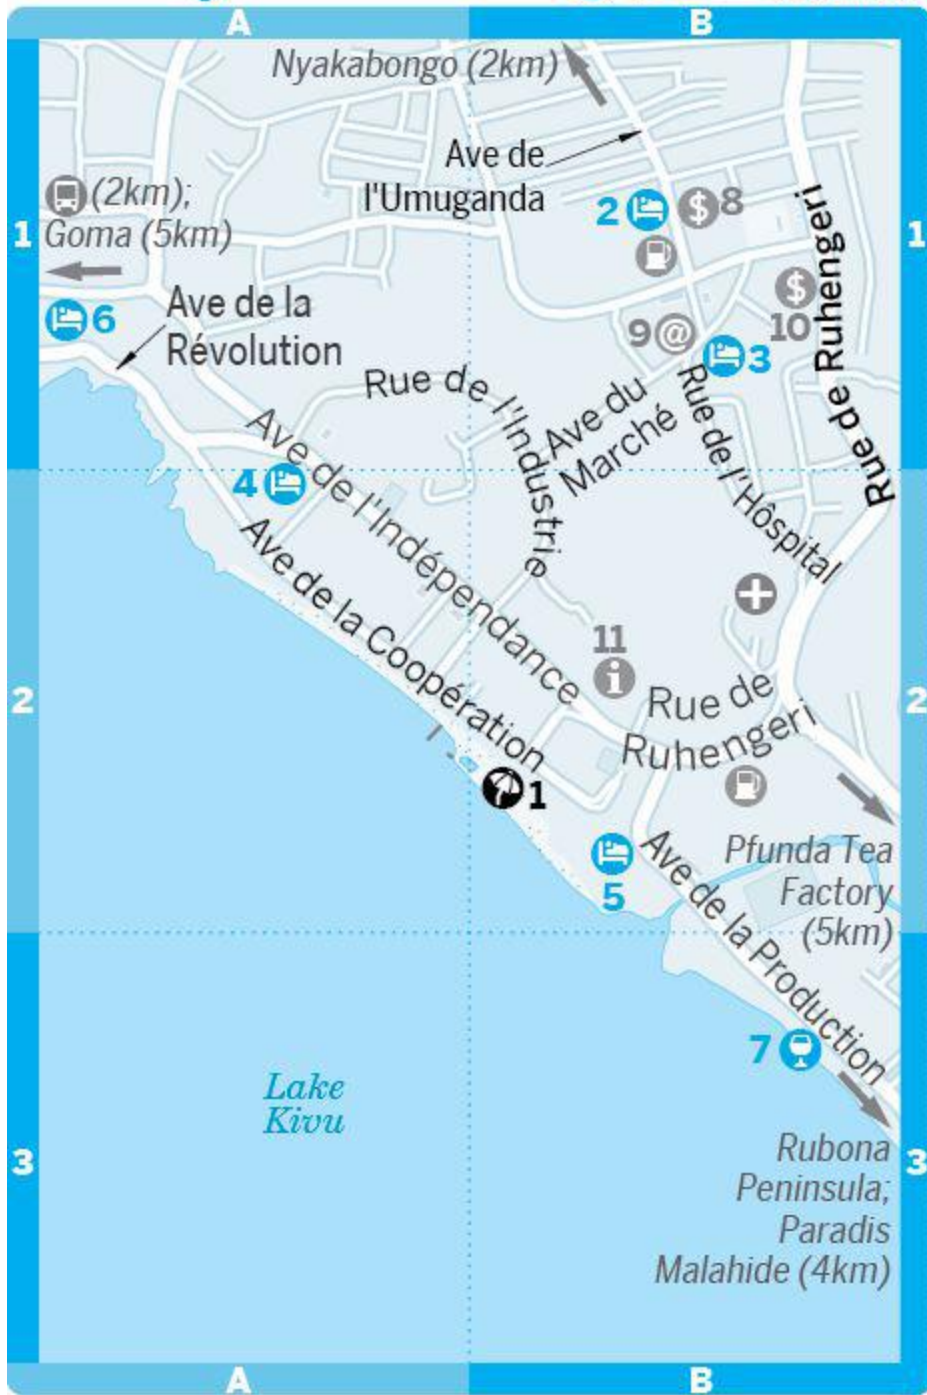 A
B
Nyakabongo (2km)
Ave de
l'Umuganda
(2km);
Goma (5km)
2
$
8
1
1
6
Ave de la
Révolution
$
10
9
@
3
Rue de Ruhengeri
Rue de l'Industrie
Ave du
Marché
Rue de l'Hôspital
4
Ave de l'Indépendance
Ave de la Coopération
11
i
2
2
Rue de
Ruhengeri
1
5
Pfunda Tea
Factory
(5km)
Ave de la Production
7
Lake
Kivu
3
3
Rubona
Peninsula;
Paradis
Malahide (4km)
A
B